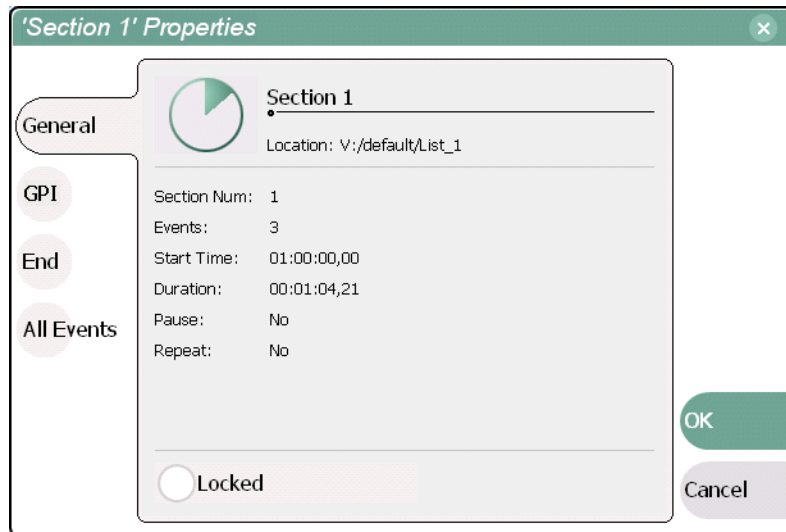 'Section 1' Properties
General
GPI
End
All Events
Section 1
Location: V:/default/List_1
Section Num: 1
Events: 3
Start Time: 01:00:00,00
Duration: 00:01:04,21
Pause: No
Repeat: No
Locked
OK
Cancel